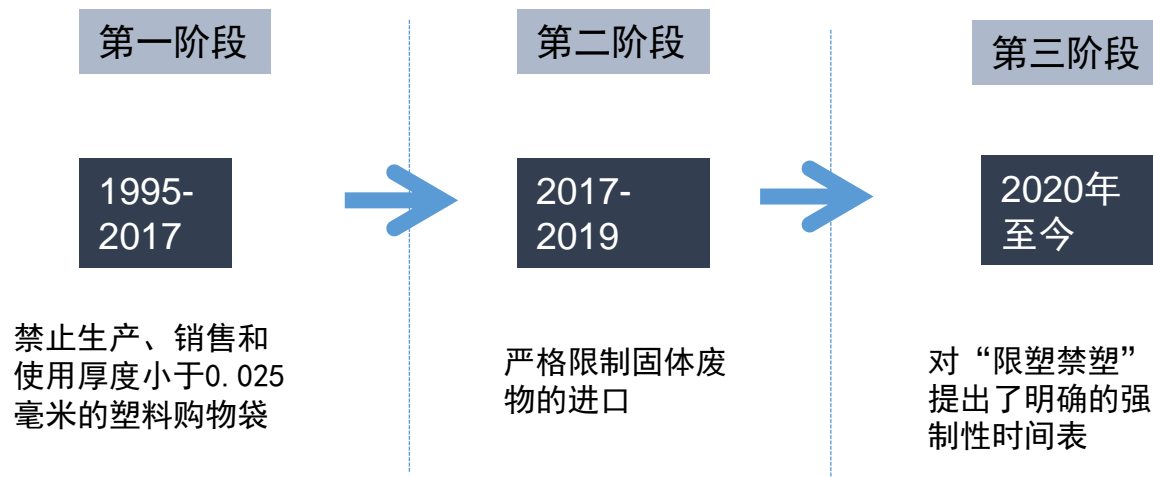 第一阶段
第二阶段
第三阶段
1995-
2017
2017-
2019
2020年
至今
禁止生产、销售和
使用厚度小于0.025
毫米的塑料购物袋
严格限制固体废
物的进口
对“限塑禁塑”
提出了明确的强
制性时间表